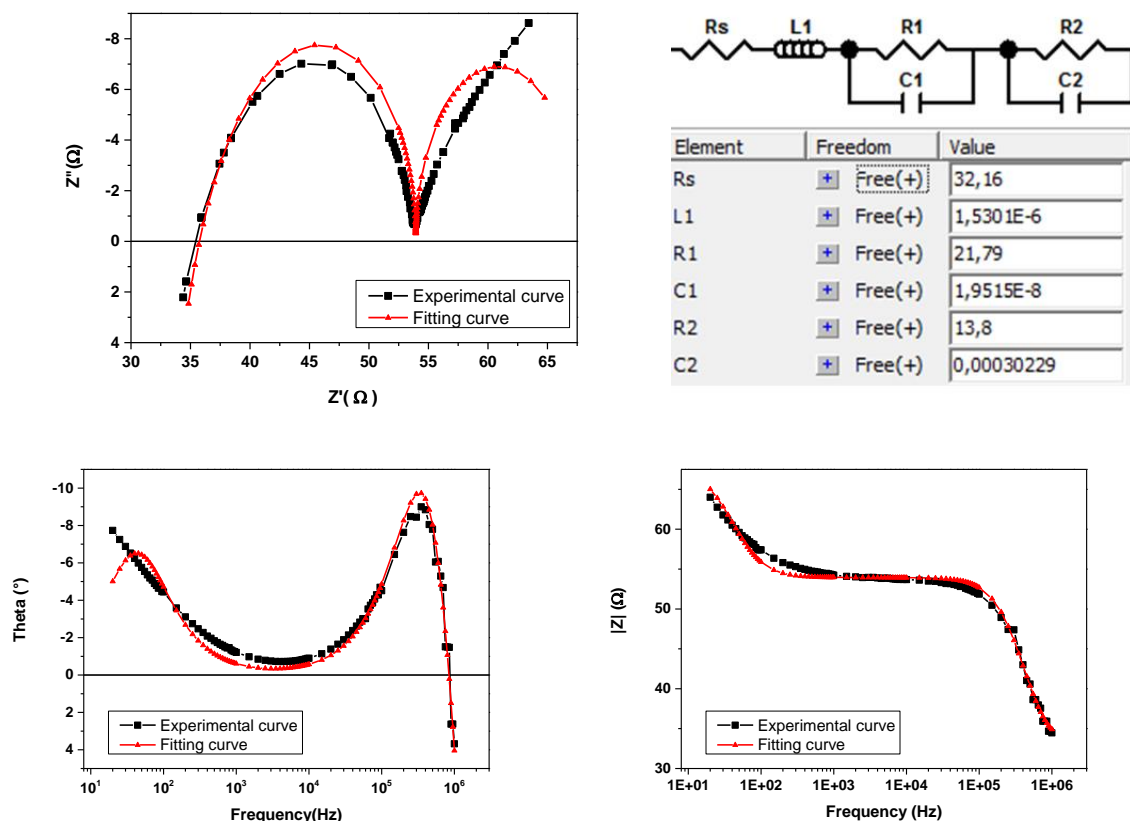 -8
-6
-4
-2
0
2
4
Z''(Ω)
Experimental curve
Fitting curve
30 35 40 45 50 55 60 65
Z'( Ω )
Rs L1 R1 R2
C1 C2
Element Freedom Value
Rs + Free(+) 32,16
L1 + Free(+) 1,5301E-6
R1 + Free(+) 21,79
C1 + Free(+) 1,9515E-8
R2 + Free(+) 13,8
C2 + Free(+) 0,00030229
-10
-8
-6
-4
-2
0
2
4
Theta (°)
Experimental curve
Fitting curve
10¹ 10² 10³ 10⁴ 10⁵ 10⁶
Frequency(Hz)
60
50
40
30
|Z| (Ω)
Experimental curve
Fitting curve
1E+01 1E+02 1E+03 1E+04 1E+05 1E+06
Frequency (Hz)